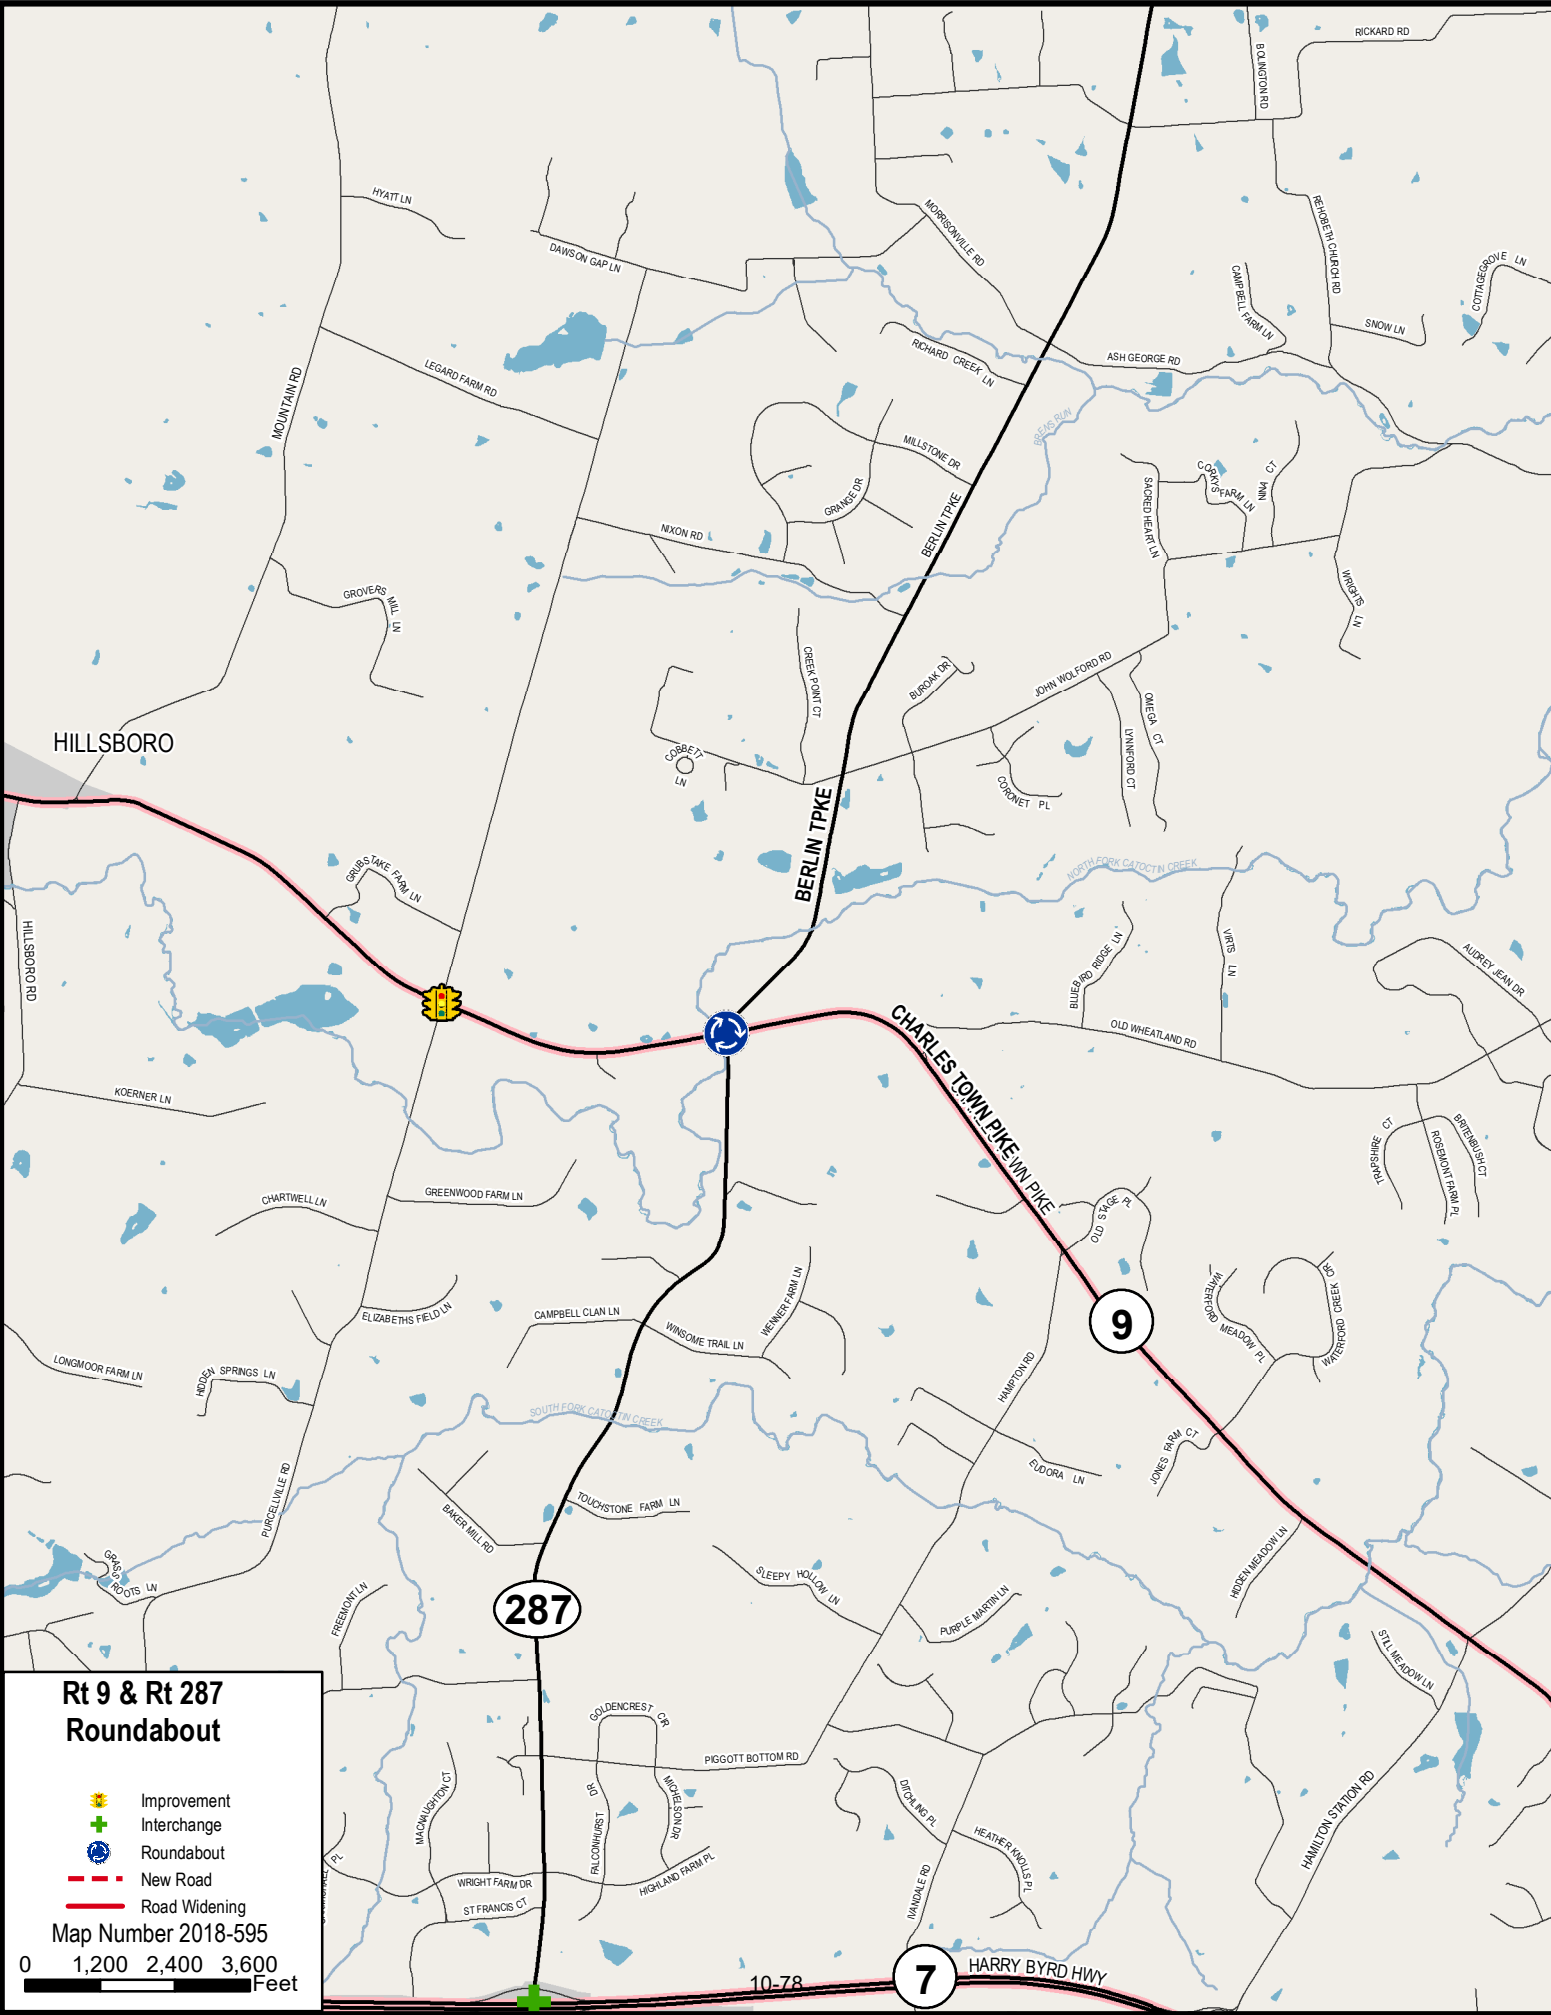 RICKARD RD
BOLINGTON RD
HYATT LN
DAWSON GAP LN
MORRISONVILLE RD
REHOBETH CHURCH RD
COTTAGEGROVE LN
CAMPBELL FARM LN
SNOW LN
ASH GEORGE RD
RICHARD CREEK LN
LEGARD FARM RD
MOUNTAIN RD
MILLSTONE DR
GRANGE DR
BERLIN TPKE
CORKYS FARM LN
NINA CT
SACRED HEART LN
NIXON RD
GROVERS MILL LN
WRIGHTS LN
CREEK POINT CT
BUROAK DR
JOHN WOLFORD RD
OMEGA CT
LYNNFORD CT
CORONET PL
HILLSBORO
COBBETT LN
BERLIN TPKE
NORTH FORK CATOCTIN CREEK
GRUBSTAKE FARM LN
HILLSBORO RD
BLUEBIRD RIDGE LN
VIRTS LN
AUDREY JEAN DR
OLD WHEATLAND RD
CHARLES TOWN PIKE
WN PIKE
KOERNER LN
TRAPSHIRE CT
ROSEMONT FARM PL
BRITENBUSH CT
CHARTWELL LN
GREENWOOD FARM LN
OLD STAGE PL
ELIZABETHS FIELD LN
CAMPBELL CLAN LN
WINSOME TRAIL LN
WENNER FARM LN
WATERFORD MEADOW PL
WATERFORD CREEK CIR
9
LONGMOOR FARM LN
HIDDEN SPRINGS LN
HAMPTON RD
SOUTH FORK CATOCTIN CREEK
JONES FARM CT
EUDORA LN
PURCELLVILLE RD
BAKER MILL RD
TOUCHSTONE FARM LN
GRASS ROOTS LN
FREEMONT LN
SLEEPY HOLLOW LN
HIDDEN MEADOW LN
287
PURPLE MARTIN LN
STILL MEADOW LN
GOLDENCREST CIR
PIGGOTT BOTTOM RD
MACNAUGHTON CT
FALCONHURST DR
MICHELSON DR
DITCHLING PL
HEATHER KNOLLS PL
HAMILTON STATION RD
WRIGHT FARM DR
HIGHLAND FARM PL
ST FRANCIS CT
IVANDALE RD
PL
7
HARRY BYRD HWY
10-78
Rt 9 & Rt 287
Roundabout
Improvement
Interchange
Roundabout
New Road
Road Widening
Map Number 2018-595
0 1,200 2,400 3,600
Feet